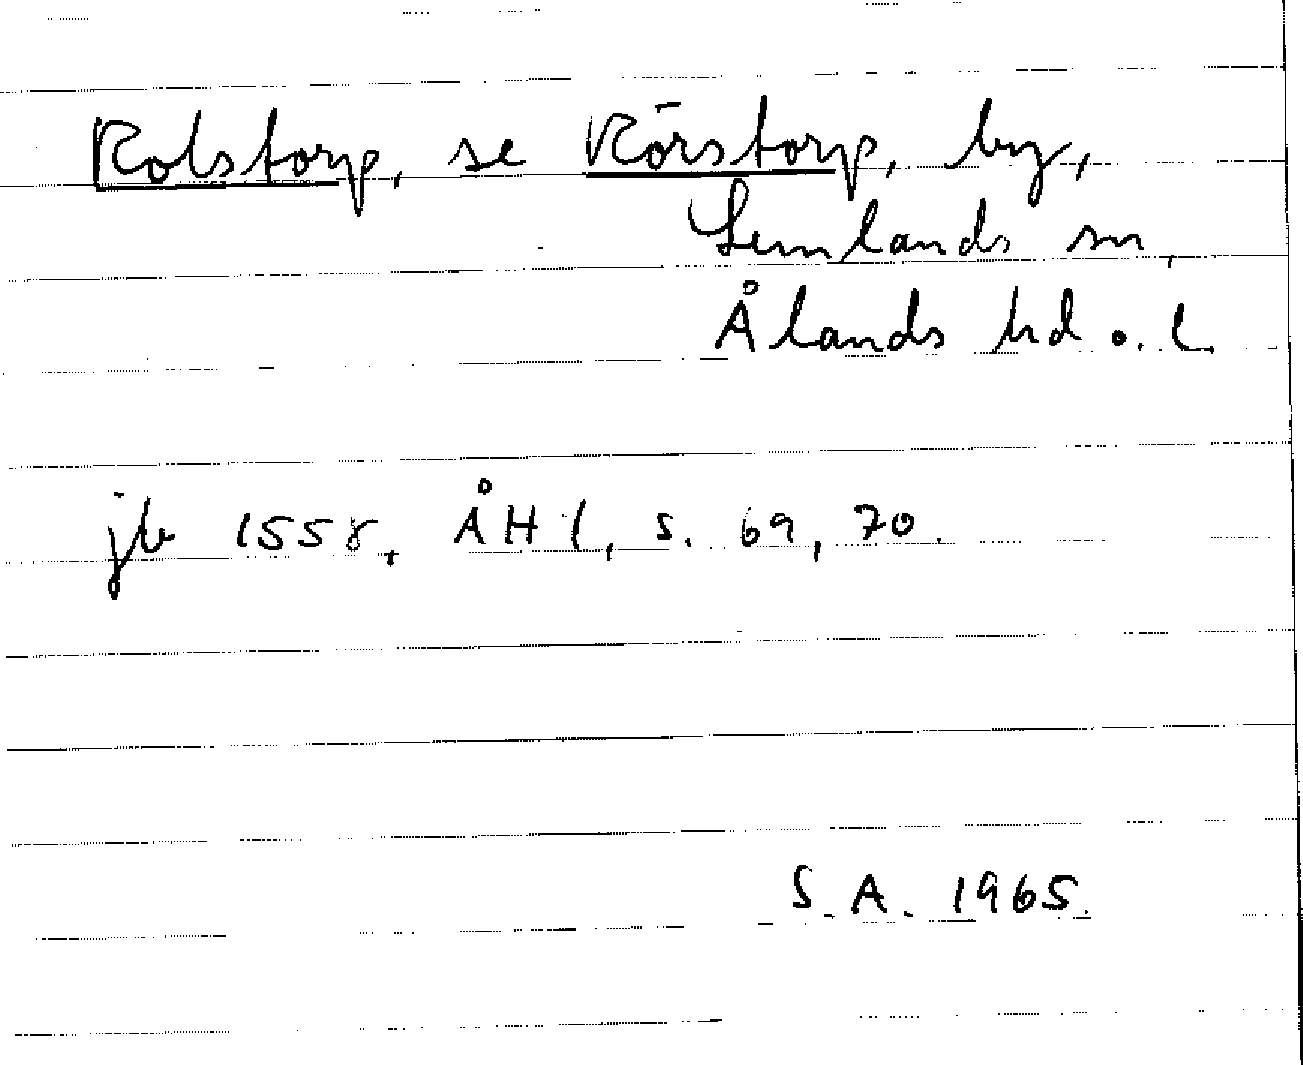 Rolstorp, se Rörstorp, by,
Lemlands sn,
Ålands hd o. l.
jb 1558, ÅH 1, s. 69, 70.
S. A. 1965.